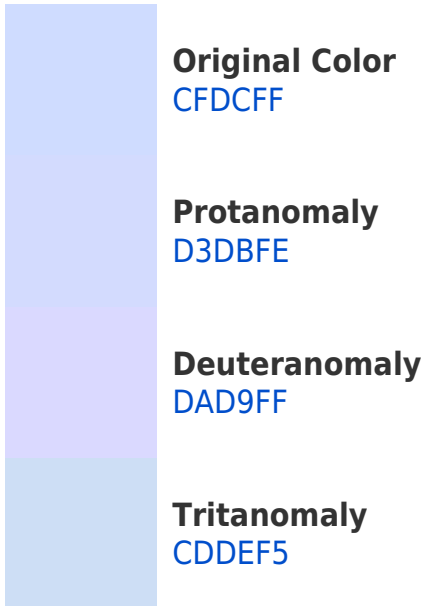 Original Color
CFDCFF
Protanomaly
D3DBFE
Deuteranomaly
DAD9FF
Tritanomaly
CDDEF5